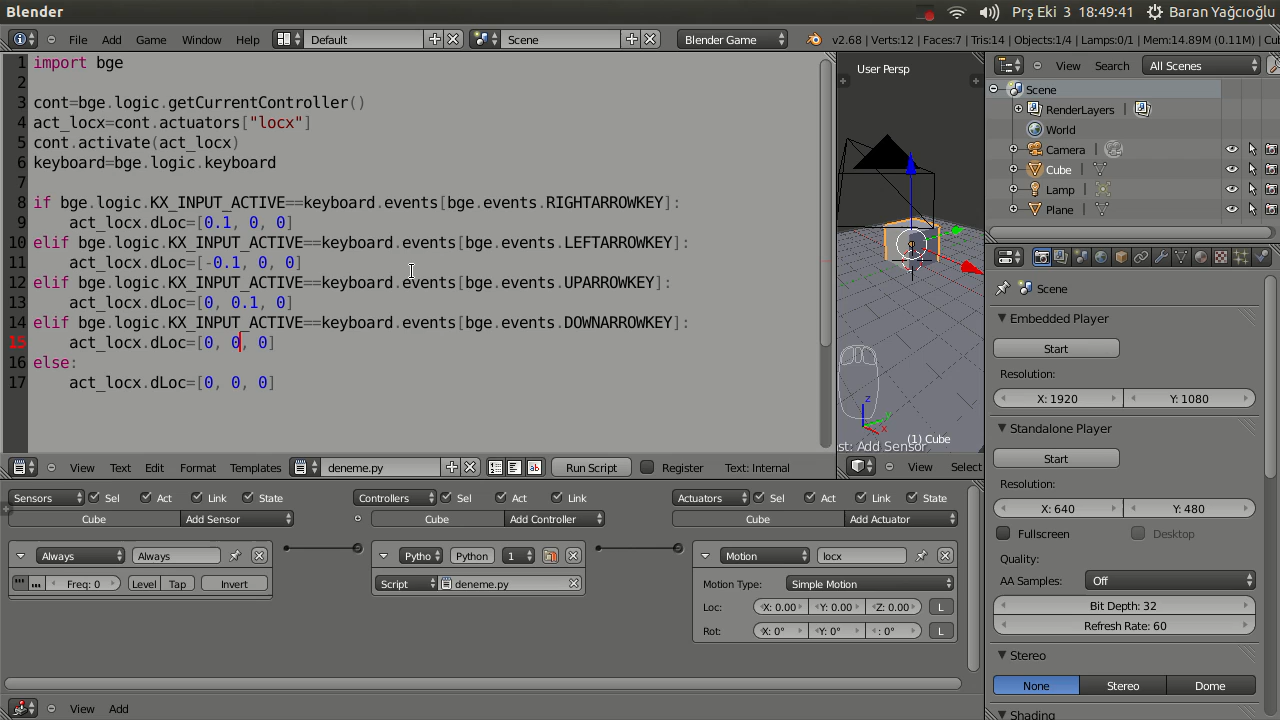 Blender
Prş Eki 3 18:49:41 Baran Yağcıoğlu
File Add Game Window Help Default Scene Blender Game v2.68 | Verts:12 | Faces:7 | Tris:14 | Objects:1/4 | Lamps:0/1 | Mem:14.89M (0.11M) | Cub
1 import bge
2
3 cont=bge.logic.getCurrentController()
4 act_locx=cont.actuators["locx"]
5 cont.activate(act_locx)
6 keyboard=bge.logic.keyboard
7
8 if bge.logic.KX_INPUT_ACTIVE==keyboard.events[bge.events.RIGHTARROWKEY]:
9 act_locx.dLoc=[0.1, 0, 0]
10 elif bge.logic.KX_INPUT_ACTIVE==keyboard.events[bge.events.LEFTARROWKEY]:
11 act_locx.dLoc=[-0.1, 0, 0]
12 elif bge.logic.KX_INPUT_ACTIVE==keyboard.events[bge.events.UPARROWKEY]:
13 act_locx.dLoc=[0, 0.1, 0]
14 elif bge.logic.KX_INPUT_ACTIVE==keyboard.events[bge.events.DOWNARROWKEY]:
15 act_locx.dLoc=[0, 0, 0]
16 else:
17 act_locx.dLoc=[0, 0, 0]
View Text Edit Format Templates deneme.py Run Script Register Text: Internal
User Persp
z
y
x
(1) Cube
st: Add Sensor
View Select
View Search All Scenes
Scene
RenderLayers |
World
Camera |
Cube |
Lamp |
Plane |
Scene
Embedded Player
Start
Resolution:
X: 1920 Y: 1080
Standalone Player
Start
Resolution:
X: 640 Y: 480
Fullscreen Desktop
Quality:
AA Samples: Off
Bit Depth: 32
Refresh Rate: 60
Stereo
None Stereo Dome
Shading
Sensors Sel Act Link State
Cube Add Sensor
Always Always
Freq: 0 Level Tap Invert
Controllers Sel Act Link
Cube Add Controller
Pytho Python 1
Script deneme.py
Actuators Sel Act Link State
Cube Add Actuator
Motion locx
Motion Type: Simple Motion
Loc: X: 0.00 Y: 0.00 Z: 0.00 L
Rot: X: 0° Y: 0° : 0° L
View Add